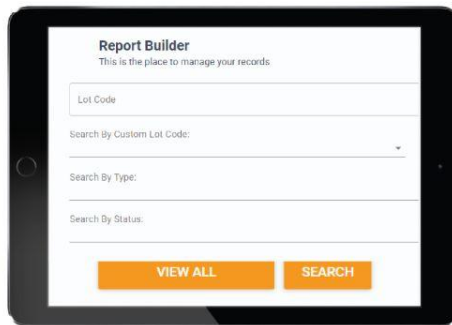 Report Builder
This is the place to manage your records.
Lot Code
Search By Custom Lot Code:
Search By Type:
Search By Status:
VIEW ALL
SEARCH